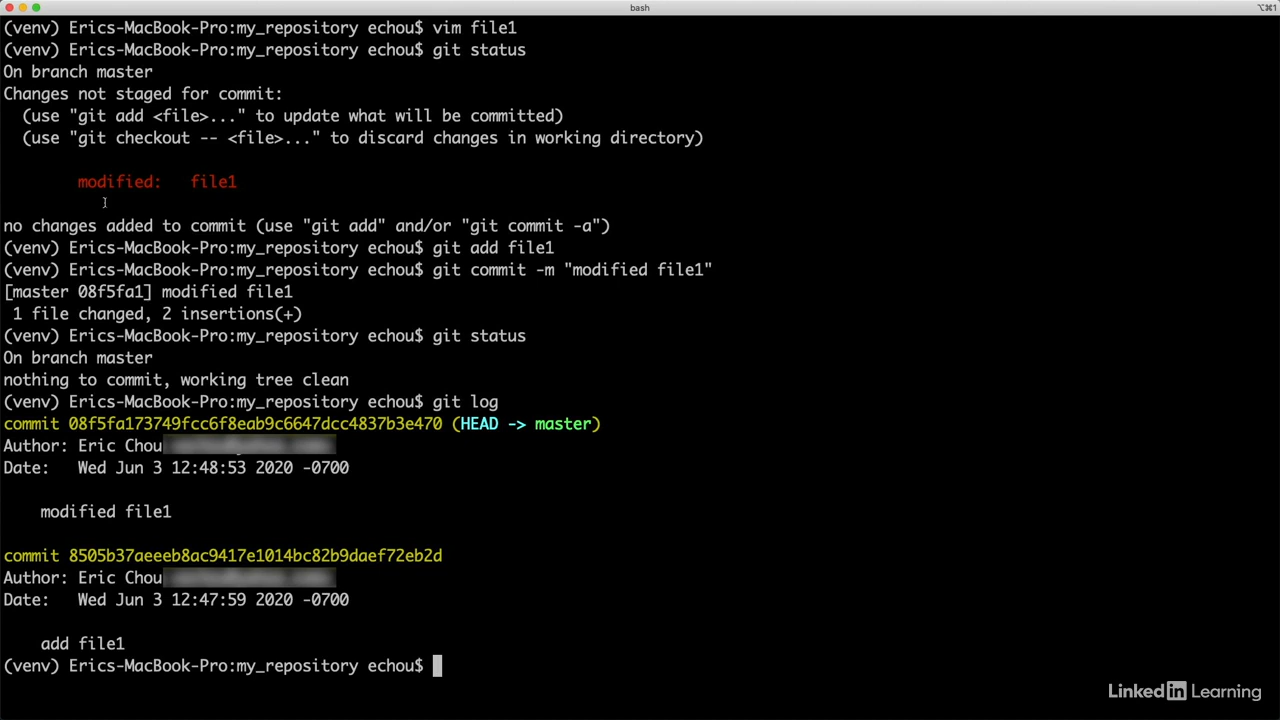 bash
⌥⌘1
(venv) Erics-MacBook-Pro:my_repository echou$ vim file1
(venv) Erics-MacBook-Pro:my_repository echou$ git status
On branch master
Changes not staged for commit:
  (use "git add <file>..." to update what will be committed)
  (use "git checkout -- <file>..." to discard changes in working directory)
        modified:   file1
no changes added to commit (use "git add" and/or "git commit -a")
(venv) Erics-MacBook-Pro:my_repository echou$ git add file1
(venv) Erics-MacBook-Pro:my_repository echou$ git commit -m "modified file1"
[master 08f5fa1] modified file1
 1 file changed, 2 insertions(+)
(venv) Erics-MacBook-Pro:my_repository echou$ git status
On branch master
nothing to commit, working tree clean
(venv) Erics-MacBook-Pro:my_repository echou$ git log
commit 08f5fa173749fcc6f8eab9c6647dcc4837b3e470 (HEAD -> master)
Author: Eric Chou
Date:   Wed Jun 3 12:48:53 2020 -0700
    modified file1
commit 8505b37aeeeb8ac9417e1014bc82b9daef72eb2d
Author: Eric Chou
Date:   Wed Jun 3 12:47:59 2020 -0700
    add file1
(venv) Erics-MacBook-Pro:my_repository echou$
LinkedIn Learning